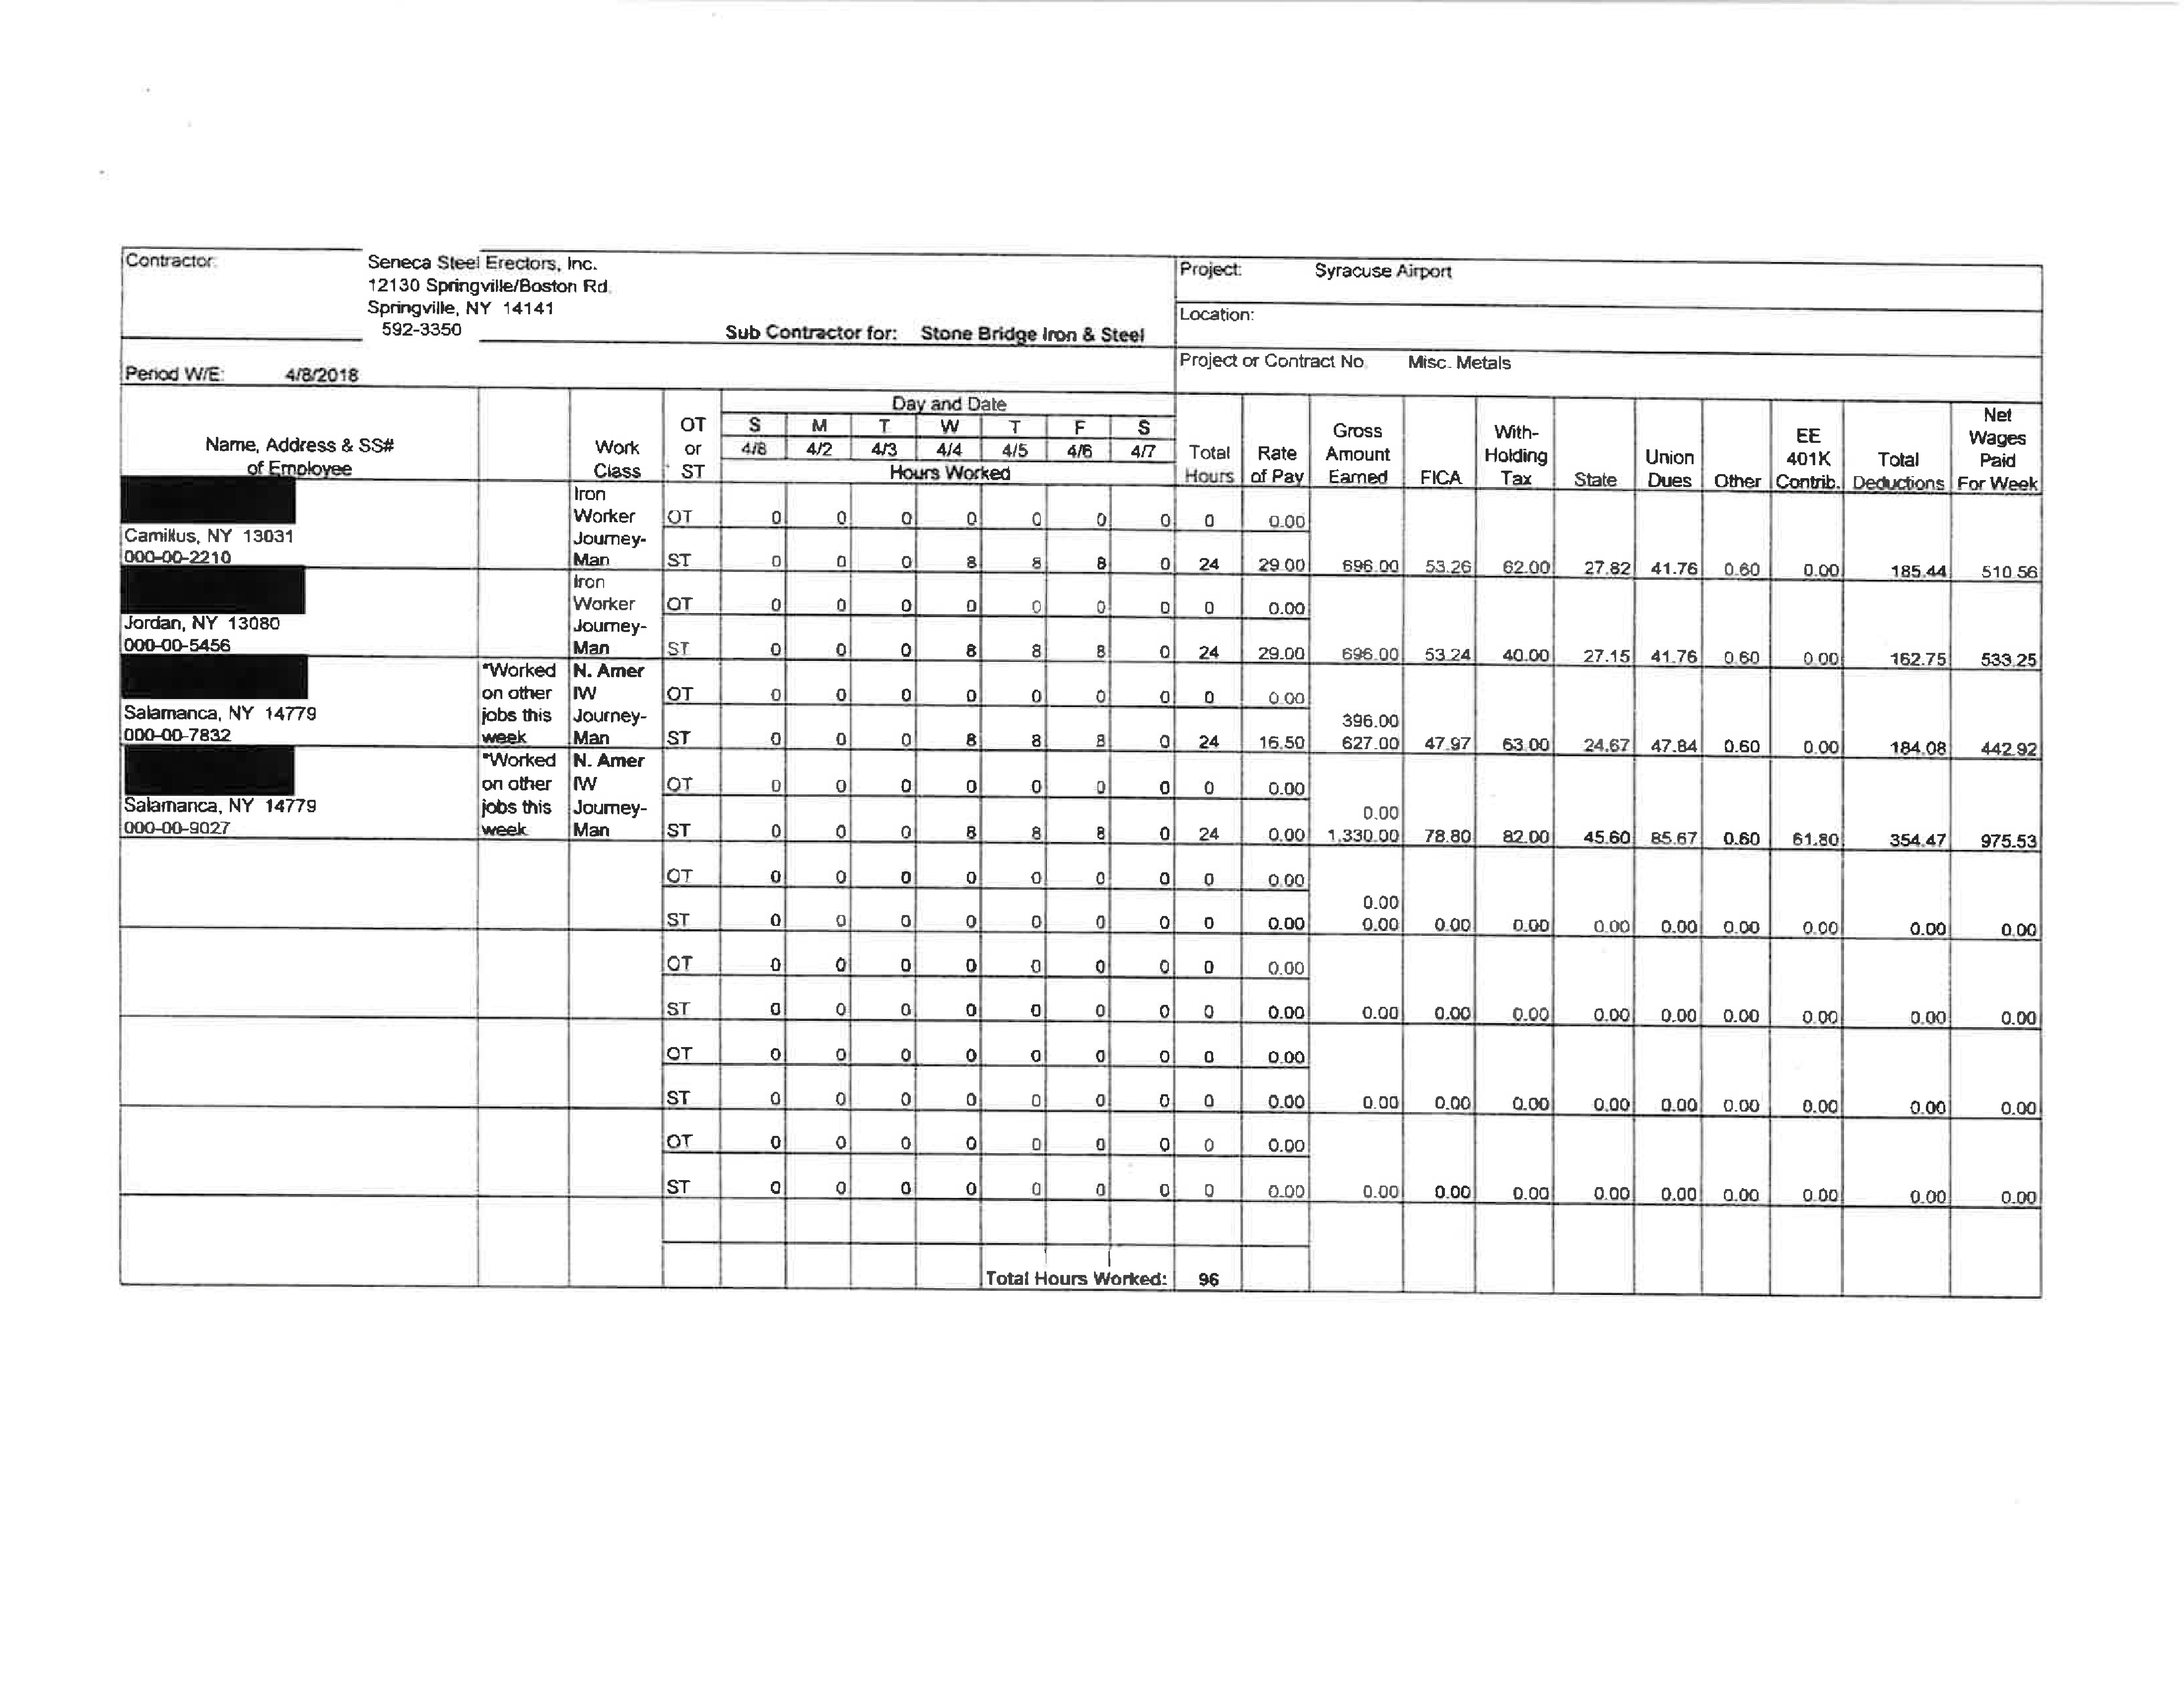 Contractor: Seneca Steel Erectors, Inc.
12130 Springville/Boston Rd.
Springville, NY 14141
592-3350
Sub Contractor for: Stone Bridge Iron & Steel
Project: Syracuse Airport
Location:
Project or Contract No. Misc. Metals
Period W/E: 4/8/2018
Name, Address & SS# of Employee
Work Class
OT or ST
Day and Date
S M T W T F S
4/8 4/2 4/3 4/4 4/5 4/6 4/7
Hours Worked
Total Hours
Rate of Pay
Gross Amount Earned
FICA
With-Holding Tax
State
Union Dues
Other
EE 401K Contrib.
Total Deductions
Net Wages Paid For Week
Iron
Worker OT 0 0 0 0 0 0 0 0 0.00
Camillus, NY 13031 Journey-
000-00-2210 Man ST 0 0 0 8 8 8 0 24 29.00 696.00 53.26 62.00 27.82 41.76 0.60 0.00 185.44 510.56
Iron
Worker OT 0 0 0 0 0 0 0 0 0.00
Jordan, NY 13080 Journey-
000-00-5456 Man ST 0 0 0 8 8 8 0 24 29.00 696.00 53.24 40.00 27.15 41.76 0.60 0.00 162.75 533.25
*Worked N. Amer
on other IW OT 0 0 0 0 0 0 0 0 0.00
Salamanca, NY 14779 jobs this Journey- 396.00
000-00-7832 week Man ST 0 0 0 8 8 8 0 24 16.50 627.00 47.97 63.00 24.67 47.84 0.60 0.00 184.08 442.92
*Worked N. Amer
on other IW OT 0 0 0 0 0 0 0 0 0.00
Salamanca, NY 14779 jobs this Journey- 0.00
000-00-9027 week Man ST 0 0 0 8 8 8 0 24 0.00 1,330.00 78.80 82.00 45.60 85.67 0.60 61.80 354.47 975.53
OT 0 0 0 0 0 0 0 0 0.00
0.00
ST 0 0 0 0 0 0 0 0 0.00 0.00 0.00 0.00 0.00 0.00 0.00 0.00 0.00 0.00
OT 0 0 0 0 0 0 0 0 0.00
ST 0 0 0 0 0 0 0 0 0.00 0.00 0.00 0.00 0.00 0.00 0.00 0.00 0.00 0.00
OT 0 0 0 0 0 0 0 0 0.00
ST 0 0 0 0 0 0 0 0 0.00 0.00 0.00 0.00 0.00 0.00 0.00 0.00 0.00 0.00
OT 0 0 0 0 0 0 0 0 0.00
ST 0 0 0 0 0 0 0 0 0.00 0.00 0.00 0.00 0.00 0.00 0.00 0.00 0.00 0.00
Total Hours Worked: 96